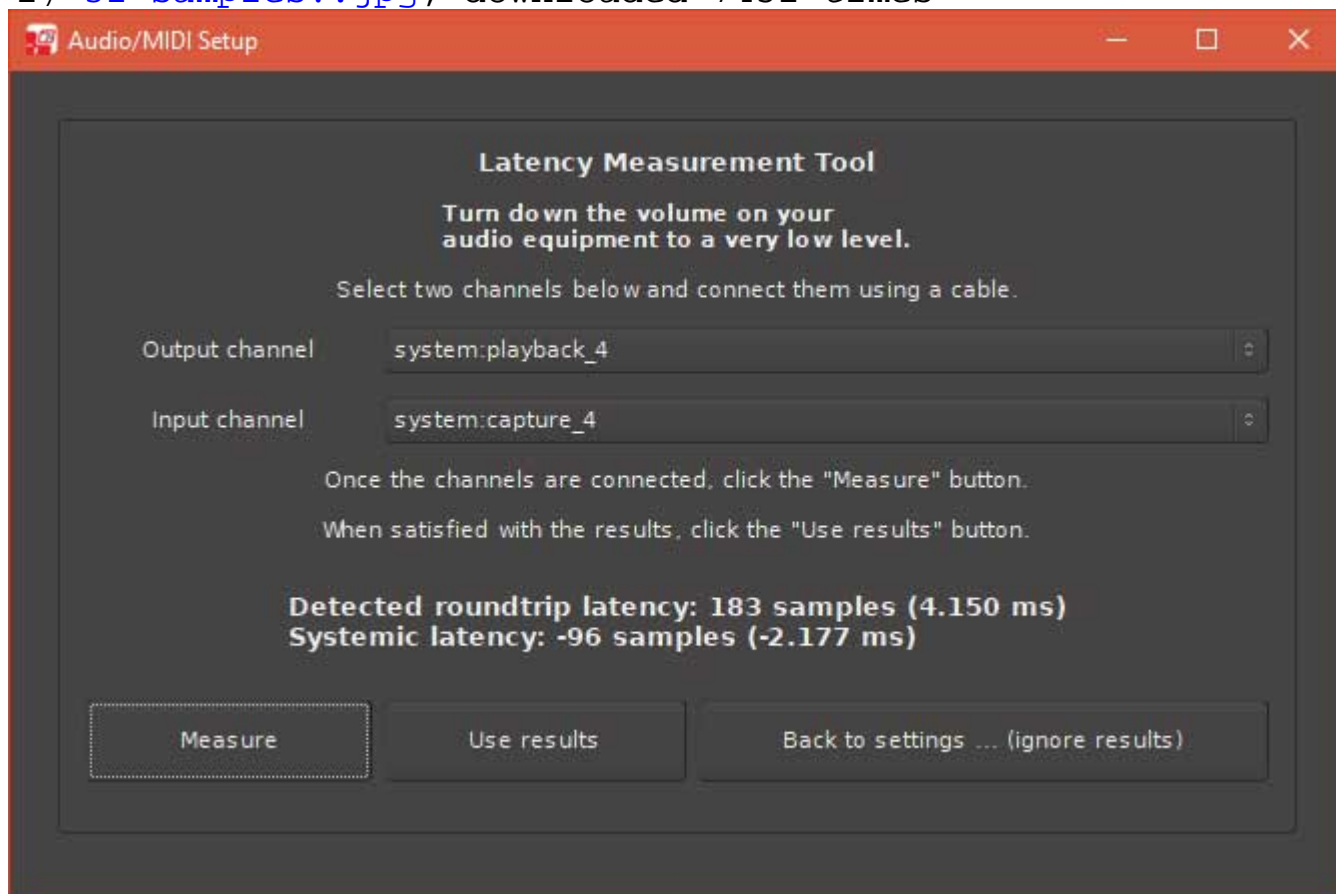 Audio/MIDI Setup
Latency Measurement Tool
Turn down the volume on your
audio equipment to a very low level.
Select two channels below and connect them using a cable.
Output channel system:playback_4
Input channel system:capture_4
Once the channels are connected, click the "Measure" button.
When satisfied with the results, click the "Use results" button.
Detected roundtrip latency: 183 samples (4.150 ms)
Systemic latency: -96 samples (-2.177 ms)
Measure Use results Back to settings ... (ignore results)